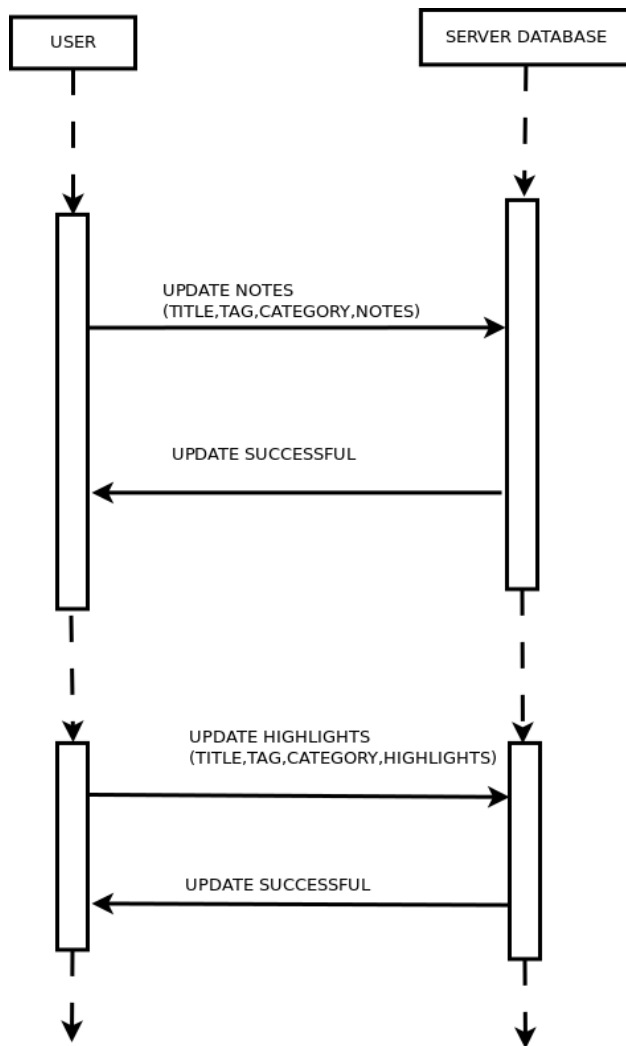 USER
SERVER DATABASE
UPDATE NOTES
(TITLE,TAG,CATEGORY,NOTES)
UPDATE SUCCESSFUL
UPDATE HIGHLIGHTS
(TITLE,TAG,CATEGORY,HIGHLIGHTS)
UPDATE SUCCESSFUL